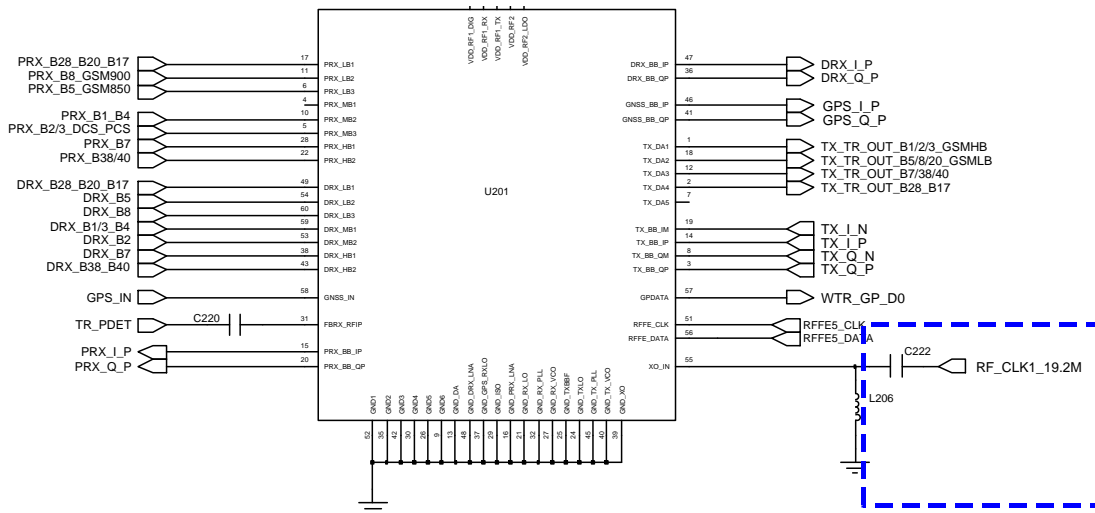 VDD_RF1_DIG
VDD_RF1_RX
VDD_RF1_TX
VDD_RF2
VDD_RF2_LDO
PRX_B28_B20_B17 17 PRX_LB1
PRX_B8_GSM900 11 PRX_LB2
PRX_B5_GSM850 6 PRX_LB3
4 PRX_MB1
PRX_B1_B4 10 PRX_MB2
PRX_B2/3_DCS_PCS 5 PRX_MB3
PRX_B7 28 PRX_HB1
PRX_B38/40 22 PRX_HB2
DRX_B28_B20_B17 49 DRX_LB1
DRX_B5 54 DRX_LB2
DRX_B8 60 DRX_LB3
DRX_B1/3_B4 59 DRX_MB1
DRX_B2 53 DRX_MB2
DRX_B7 38 DRX_HB1
DRX_B38_B40 43 DRX_HB2
GPS_IN 58 GNSS_IN
TR_PDET C220 31 FBRX_RFIP
PRX_I_P 15 PRX_BB_IP
PRX_Q_P 20 PRX_BB_QP
U201
DRX_BB_IP 47 DRX_I_P
DRX_BB_QP 36 DRX_Q_P
GNSS_BB_IP 46 GPS_I_P
GNSS_BB_QP 41 GPS_Q_P
TX_DA1 1 TX_TR_OUT_B1/2/3_GSMHB
TX_DA2 18 TX_TR_OUT_B5/8/20_GSMLB
TX_DA3 12 TX_TR_OUT_B7/38/40
TX_DA4 2 TX_TR_OUT_B28_B17
TX_DA5 7
TX_BB_IM 19 TX_I_N
TX_BB_IP 14 TX_I_P
TX_BB_QM 8 TX_Q_N
TX_BB_QP 3 TX_Q_P
GPDATA 57 WTR_GP_D0
RFFE_CLK 51 RFFE5_CLK
RFFE_DATA 56 RFFE5_DATA
XO_IN 55 C222 RF_CLK1_19.2M
L206
GND1 52
GND2 35
GND3 42
GND4 30
GND5 26
GND6 9
GND_DA 13
GND_DRX_LNA 48
GND_GPS_RXLO 37
GND_ISO 29
GND_PRX_LNA 16
GND_RX_LO 21
GND_RX_PLL 32
GND_RX_VCO 27
GND_TXBBF 25
GND_TXLO 24
GND_TX_PLL 45
GND_TX_VCO 40
GND_XO 39